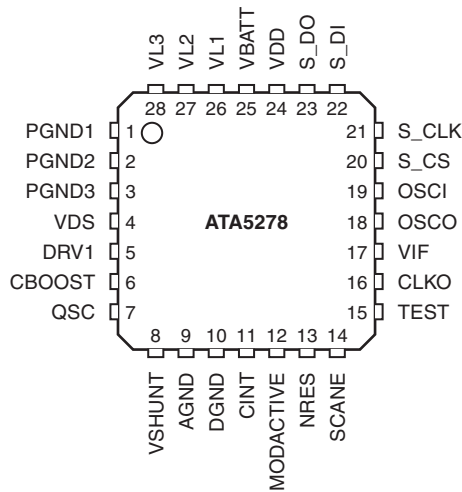 VL3
VL2
VL1
VBATT
VDD
S_DO
S_DI
28 27 26 25 24 23 22
PGND1 1 21 S_CLK
PGND2 2 20 S_CS
PGND3 3 19 OSCI
VDS 4 ATA5278 18 OSCO
DRV1 5 17 VIF
CBOOST 6 16 CLKO
QSC 7 15 TEST
8 9 10 11 12 13 14
VSHUNT
AGND
DGND
CINT
MODACTIVE
NRES
SCANE